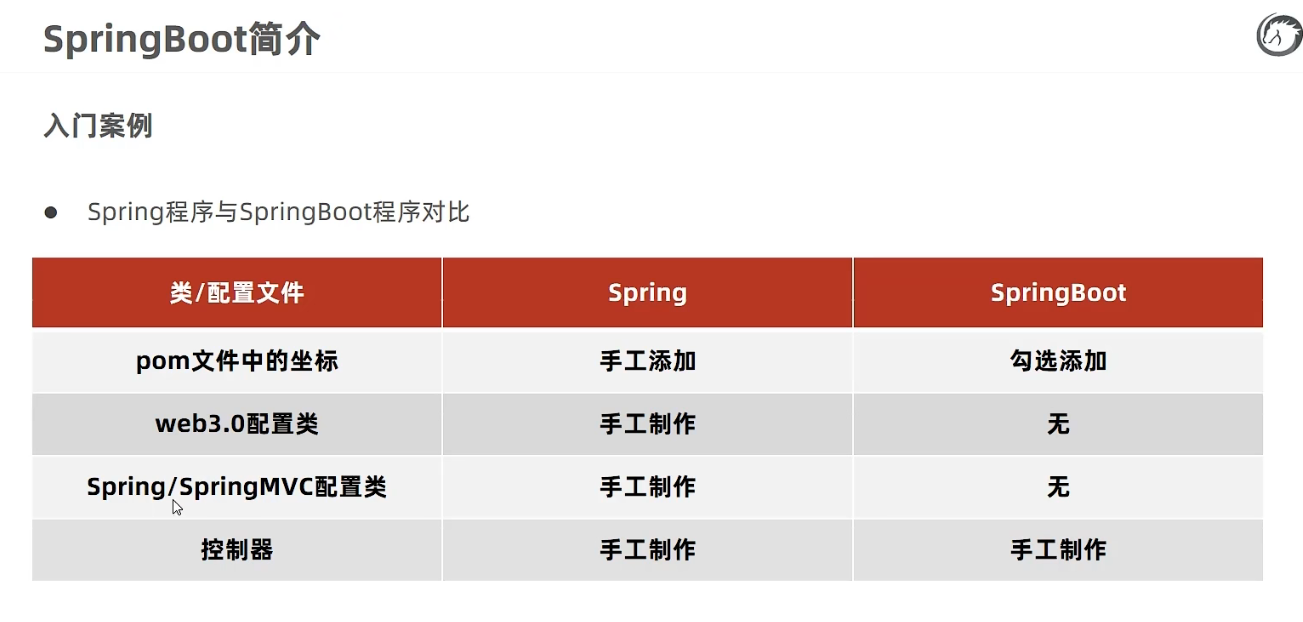 SpringBoot简介
入门案例
● Spring程序与SpringBoot程序对比
类/配置文件 Spring SpringBoot
pom文件中的坐标 手工添加 勾选添加
web3.0配置类 手工制作 无
Spring/SpringMVC配置类 手工制作 无
控制器 手工制作 手工制作